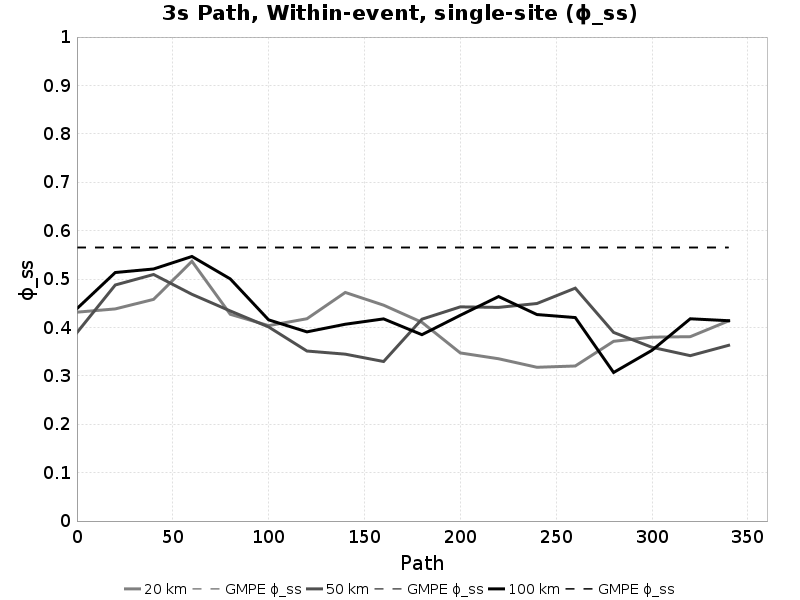 3s Path, Within-event, single-site (ϕ_ss)
1
0.9
0.8
0.7
0.6
0.5
0.4
0.3
0.2
0.1
0
ϕ_ss
0 50 100 150 200 250 300 350
Path
20 km GMPE ϕ_ss 50 km GMPE ϕ_ss 100 km GMPE ϕ_ss